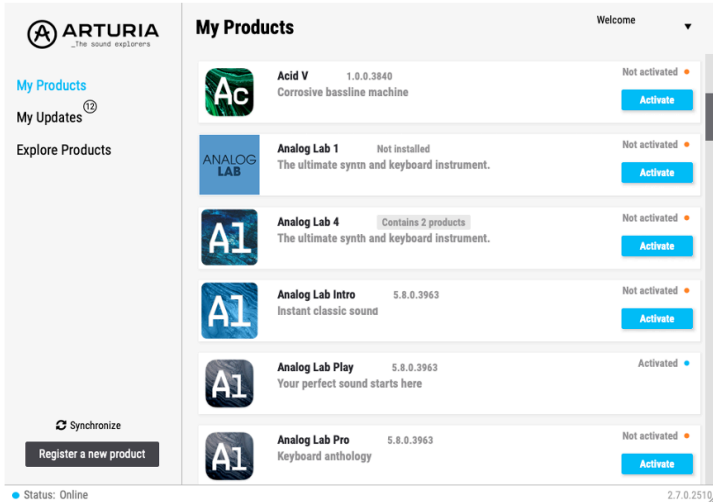 ARTURIA
_The sound explorers
My Products
Welcome
My Products
My Updates 12
Explore Products
Ac
Acid V 1.0.0.3840
Corrosive bassline machine
Not activated
Activate
ANALOG
LAB
Analog Lab 1 Not installed
The ultimate synth and keyboard instrument.
Not activated
Activate
Al
Analog Lab 4 Contains 2 products
The ultimate synth and keyboard instrument.
Not activated
Activate
Al
Analog Lab Intro 5.8.0.3963
Instant classic sound
Not activated
Activate
Al
Analog Lab Play 5.8.0.3963
Your perfect sound starts here
Activated
Al
Analog Lab Pro 5.8.0.3963
Keyboard anthology
Not activated
Activate
Synchronize
Register a new product
Status: Online
2.7.0.2510